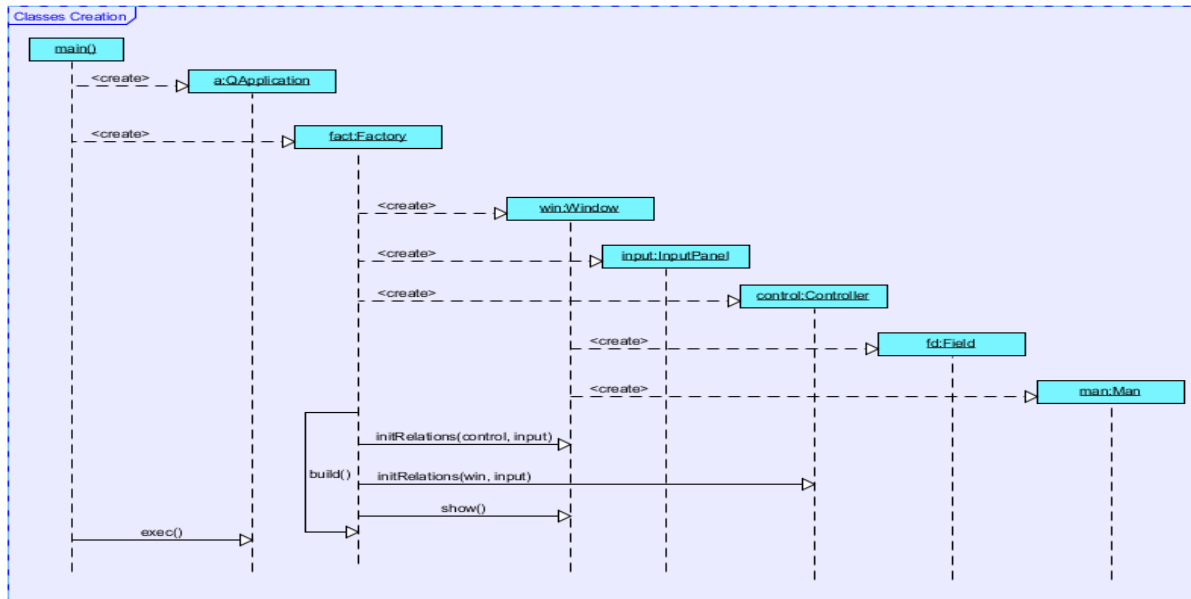 Classes Creation
main()
<create>
a:QApplication
<create>
fact:Factory
<create>
win:Window
<create>
input:InputPanel
<create>
control:Controller
<create>
fd:Field
<create>
man:Man
initRelations(control, input)
build()
initRelations(win, input)
show()
exec()